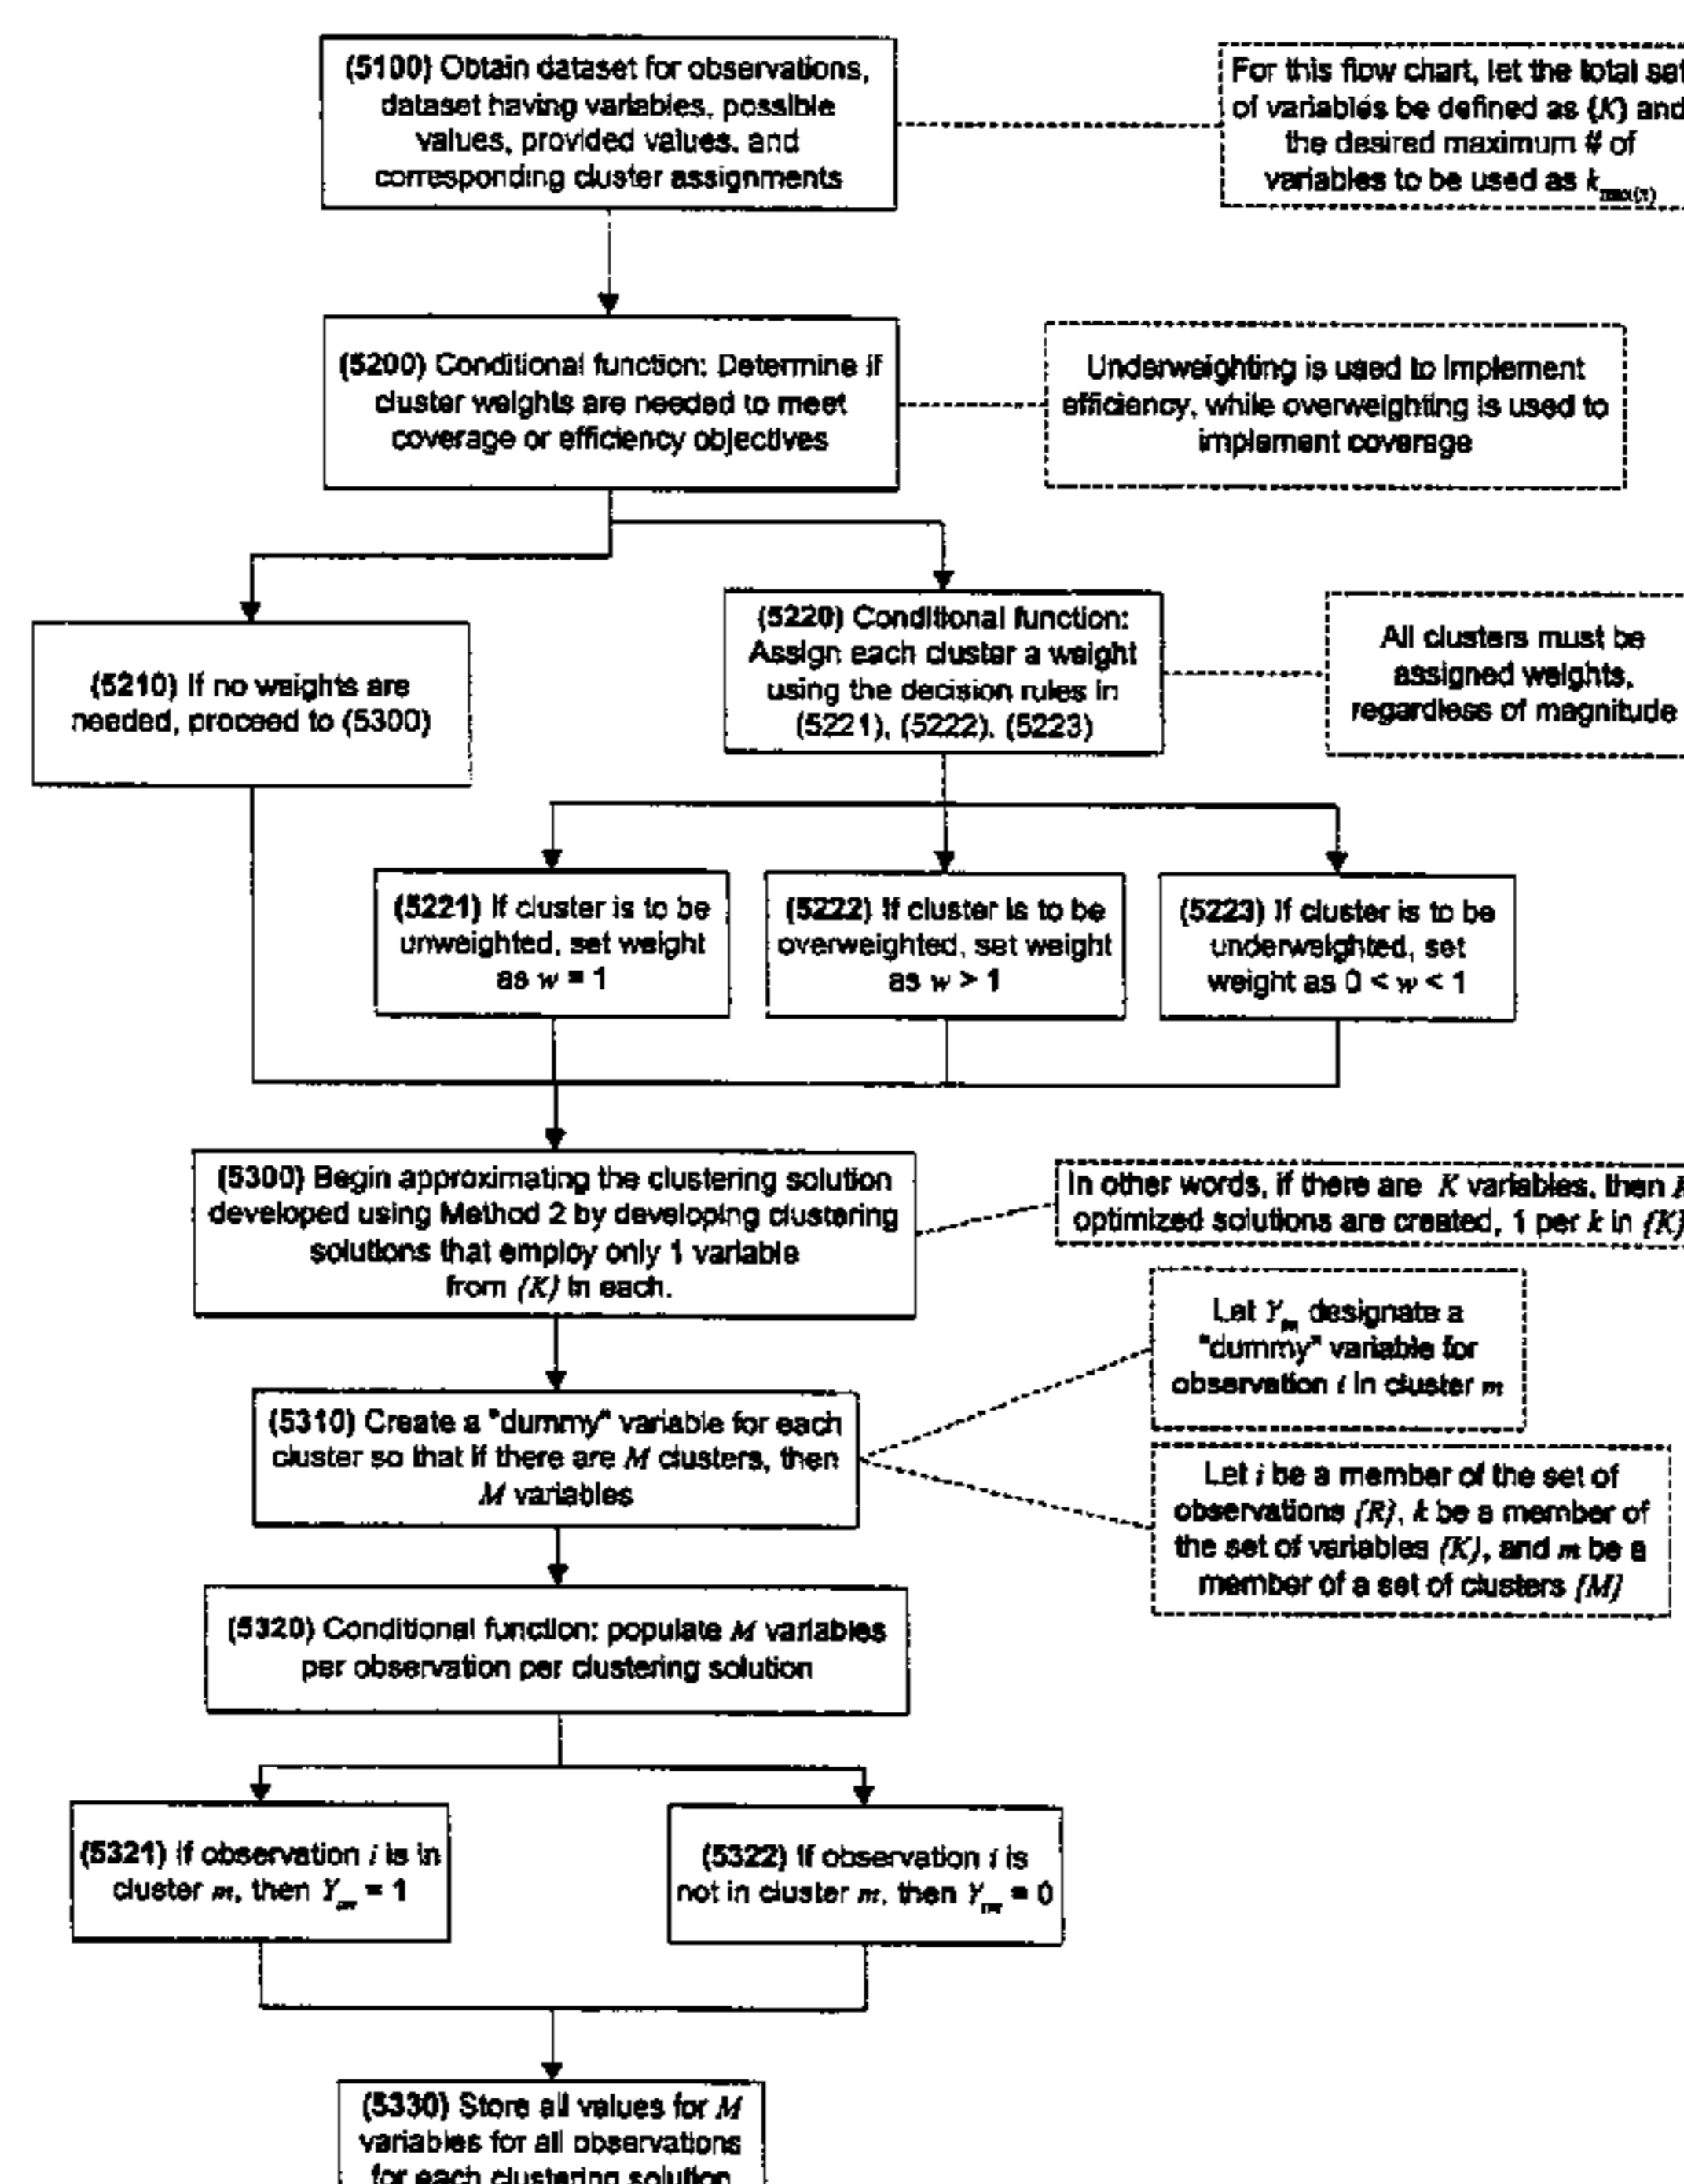 (5100) Obtain dataset for observations,
dataset having variables, possible
values, provided values, and
corresponding cluster assignments
For this flow chart, let the total set
of variables be defined as {K} and
the desired maximum # of
variables to be used as k
(5200) Conditional function: Determine if
cluster weights are needed to meet
coverage or efficiency objectives
Underweighting is used to implement
efficiency, while overweighting is used to
implement coverage
(5210) If no weights are
needed, proceed to (5300)
(5220) Conditional function:
Assign each cluster a weight
using the decision rules in
(5221), (5222), (5223)
All clusters must be
assigned weights,
regardless of magnitude
(5221) If cluster is to be
unweighted, set weight
as w = 1
(5222) If cluster is to be
overweighted, set weight
as w > 1
(5223) If cluster is to be
underweighted, set
weight as 0 < w < 1
(5300) Begin approximating the clustering solution
developed using Method 2 by developing clustering
solutions that employ only 1 variable
from {K} in each.
In other words, if there are K variables, then
optimized solutions are created, 1 per k in {K}
(5310) Create a "dummy" variable for each
cluster so that if there are M clusters, then
M variables
Let Y designate a
"dummy" variable for
observation i in cluster m
Let i be a member of the set of
observations {R}, k be a member of
the set of variables {K}, and m be a
member of a set of clusters {M}
(5320) Conditional function: populate M variables
per observation per clustering solution
(5321) If observation i is in
cluster m, then Y = 1
(5322) If observation i is
not in cluster m, then Y = 0
(5330) Store all values for M
variables for all observations
for each clustering solution